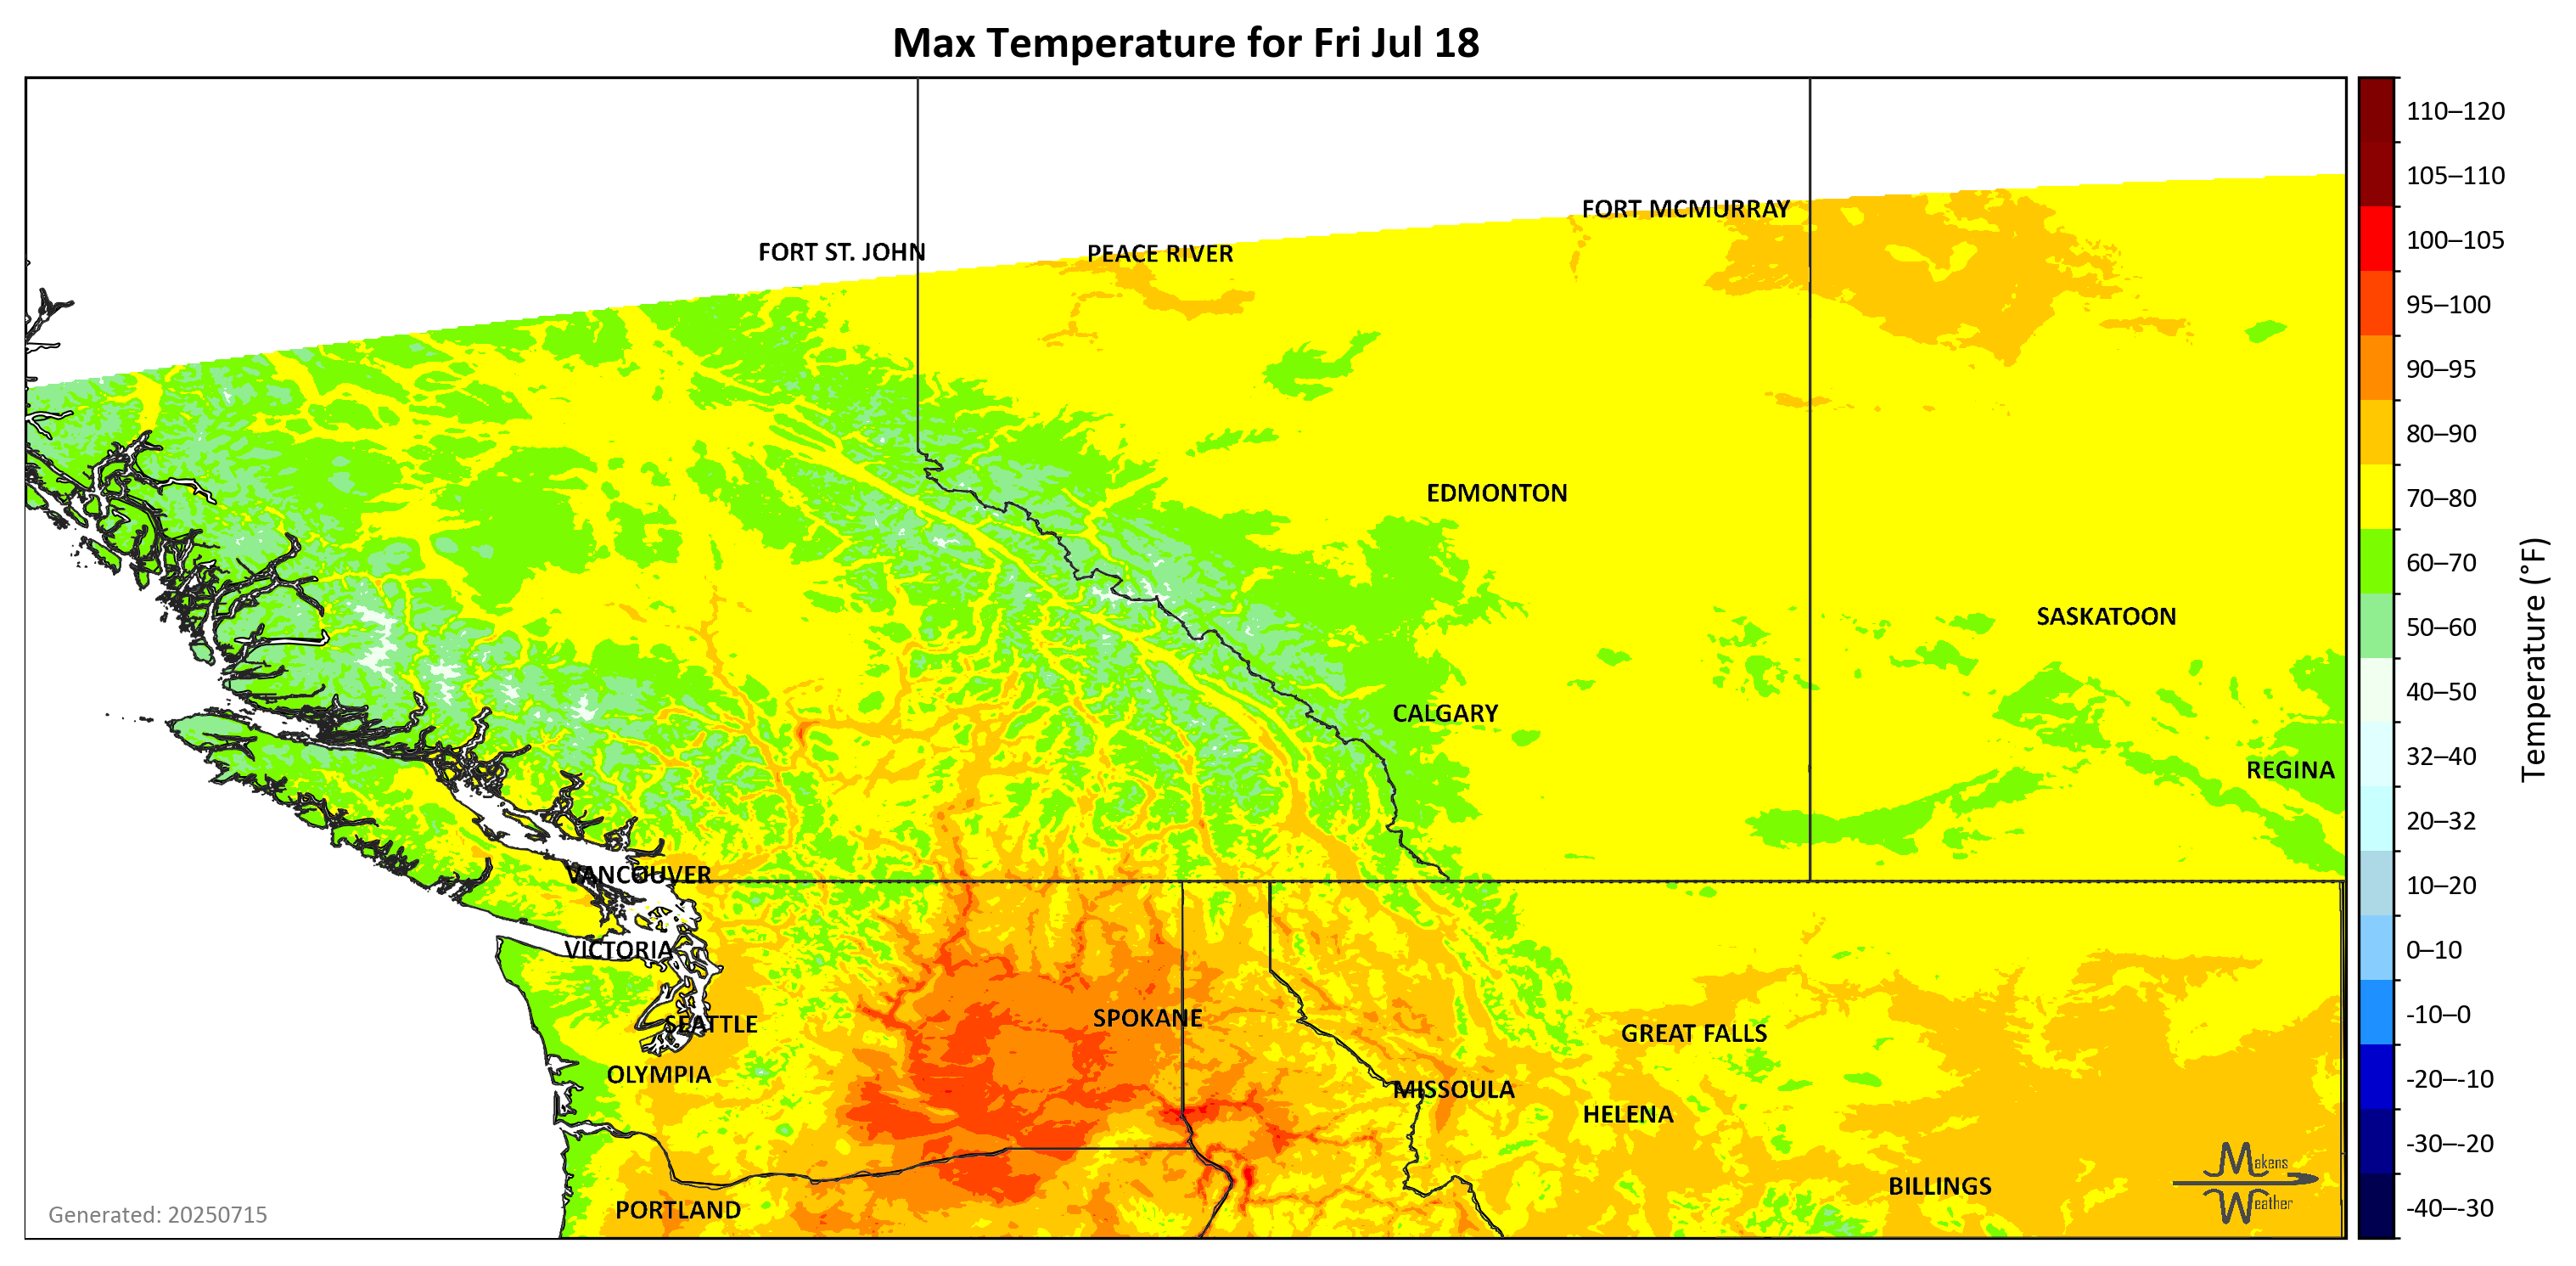 Max Temperature for Fri Jul 18
FORT MCMURRAY
FORT ST. JOHN
PEACE RIVER
EDMONTON
SASKATOON
CALGARY
REGINA
VANCOUVER
VICTORIA
SEATTLE
SPOKANE
GREAT FALLS
OLYMPIA
MISSOULA
HELENA
BILLINGS
PORTLAND
Makens
Weather
Generated: 20250715
110–120
105–110
100–105
95–100
90–95
80–90
70–80
60–70
50–60
40–50
32–40
20–32
10–20
0–10
-10–0
-20–-10
-30–-20
-40–-30
Temperature (°F)